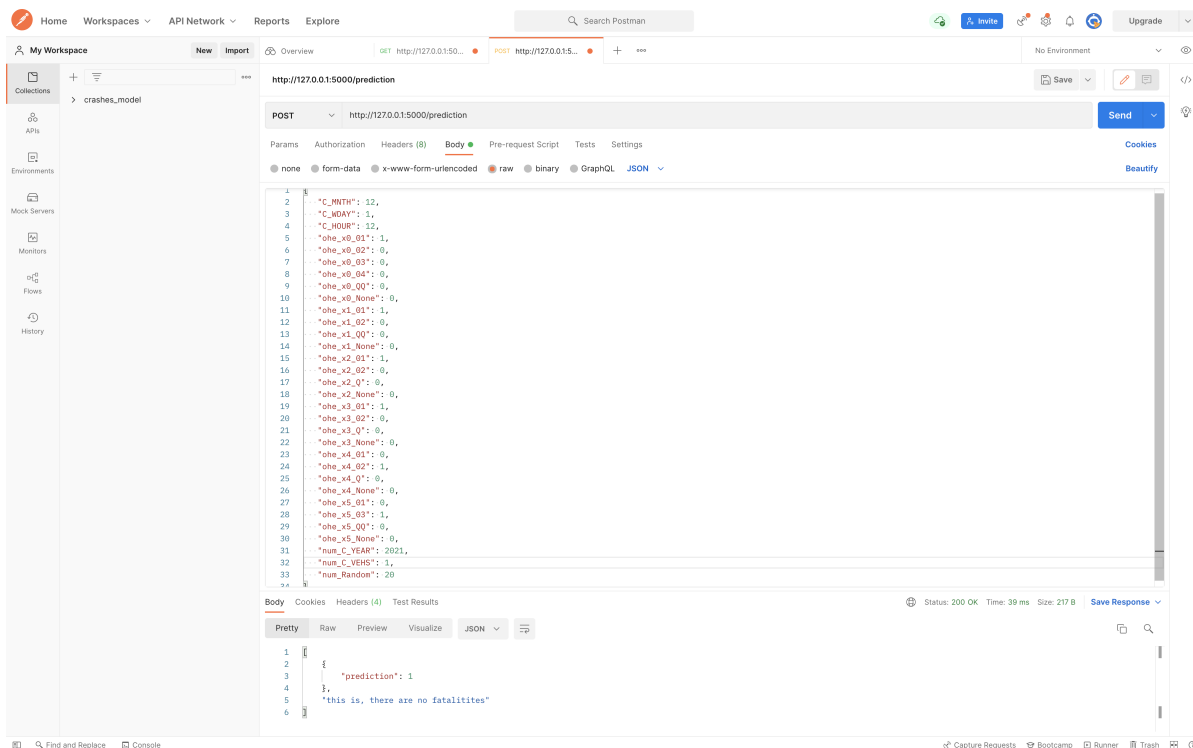 Home Workspaces API Network Reports Explore Search Postman Invite Upgrade
My Workspace New Import Overview GET http://127.0.0.1:50... POST http://127.0.0.1:5... No Environment
Collections
APIs
Environments
Mock Servers
Monitors
Flows
History
crashes_model
http://127.0.0.1:5000/prediction Save
POST http://127.0.0.1:5000/prediction Send
Params Authorization Headers (8) Body Pre-request Script Tests Settings Cookies
none form-data x-www-form-urlencoded raw binary GraphQL JSON Beautify
1 {
2 "C_MNTH": 12,
3 "C_WDAY": 1,
4 "C_HOUR": 12,
5 "ohe_x0_01": 1,
6 "ohe_x0_02": 0,
7 "ohe_x0_03": 0,
8 "ohe_x0_04": 0,
9 "ohe_x0_QQ": 0,
10 "ohe_x0_None": 0,
11 "ohe_x1_01": 1,
12 "ohe_x1_02": 0,
13 "ohe_x1_QQ": 0,
14 "ohe_x1_None": 0,
15 "ohe_x2_01": 1,
16 "ohe_x2_02": 0,
17 "ohe_x2_Q": 0,
18 "ohe_x2_None": 0,
19 "ohe_x3_01": 1,
20 "ohe_x3_02": 0,
21 "ohe_x3_Q": 0,
22 "ohe_x3_None": 0,
23 "ohe_x4_01": 0,
24 "ohe_x4_02": 1,
25 "ohe_x4_Q": 0,
26 "ohe_x4_None": 0,
27 "ohe_x5_01": 0,
28 "ohe_x5_03": 1,
29 "ohe_x5_QQ": 0,
30 "ohe_x5_None": 0,
31 "num_C_YEAR": 2021,
32 "num_C_VEHS": 1,
33 "num_Random": 20
34 }
Body Cookies Headers (4) Test Results Status: 200 OK Time: 39 ms Size: 217 B Save Response
Pretty Raw Preview Visualize JSON
1 [
2 {
3 "prediction": 1
4 },
5 "this is, there are no fatalitites"
6 ]
Find and Replace Console Capture Requests Bootcamp Runner Trash